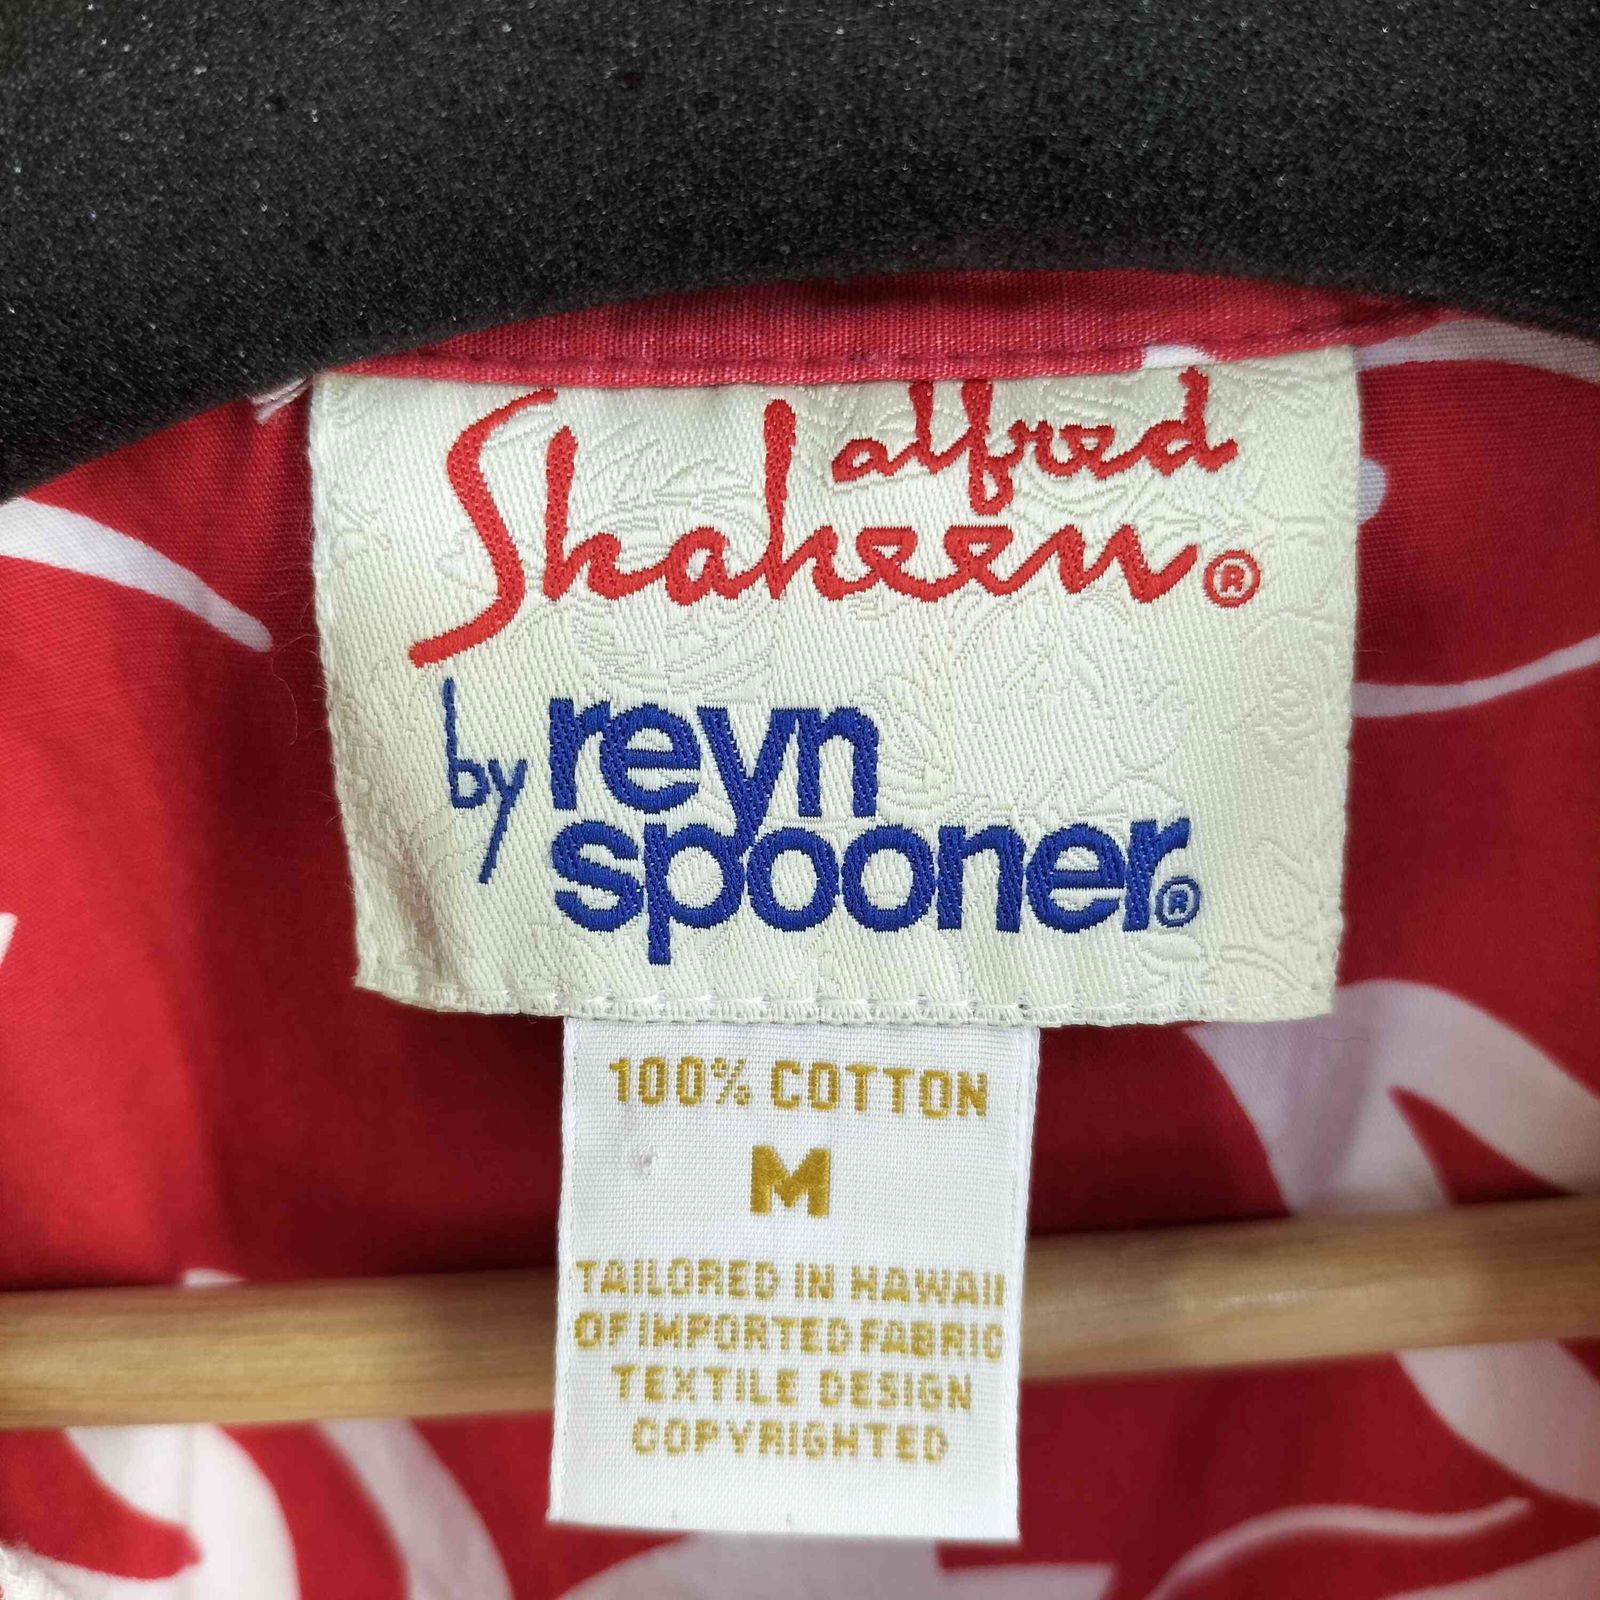 alfred
Shaheen®
by reyn
spooner®
100% COTTON
M
TAILORED IN HAWAII
OF IMPORTED FABRIC
TEXTILE DESIGN
COPYRIGHTED